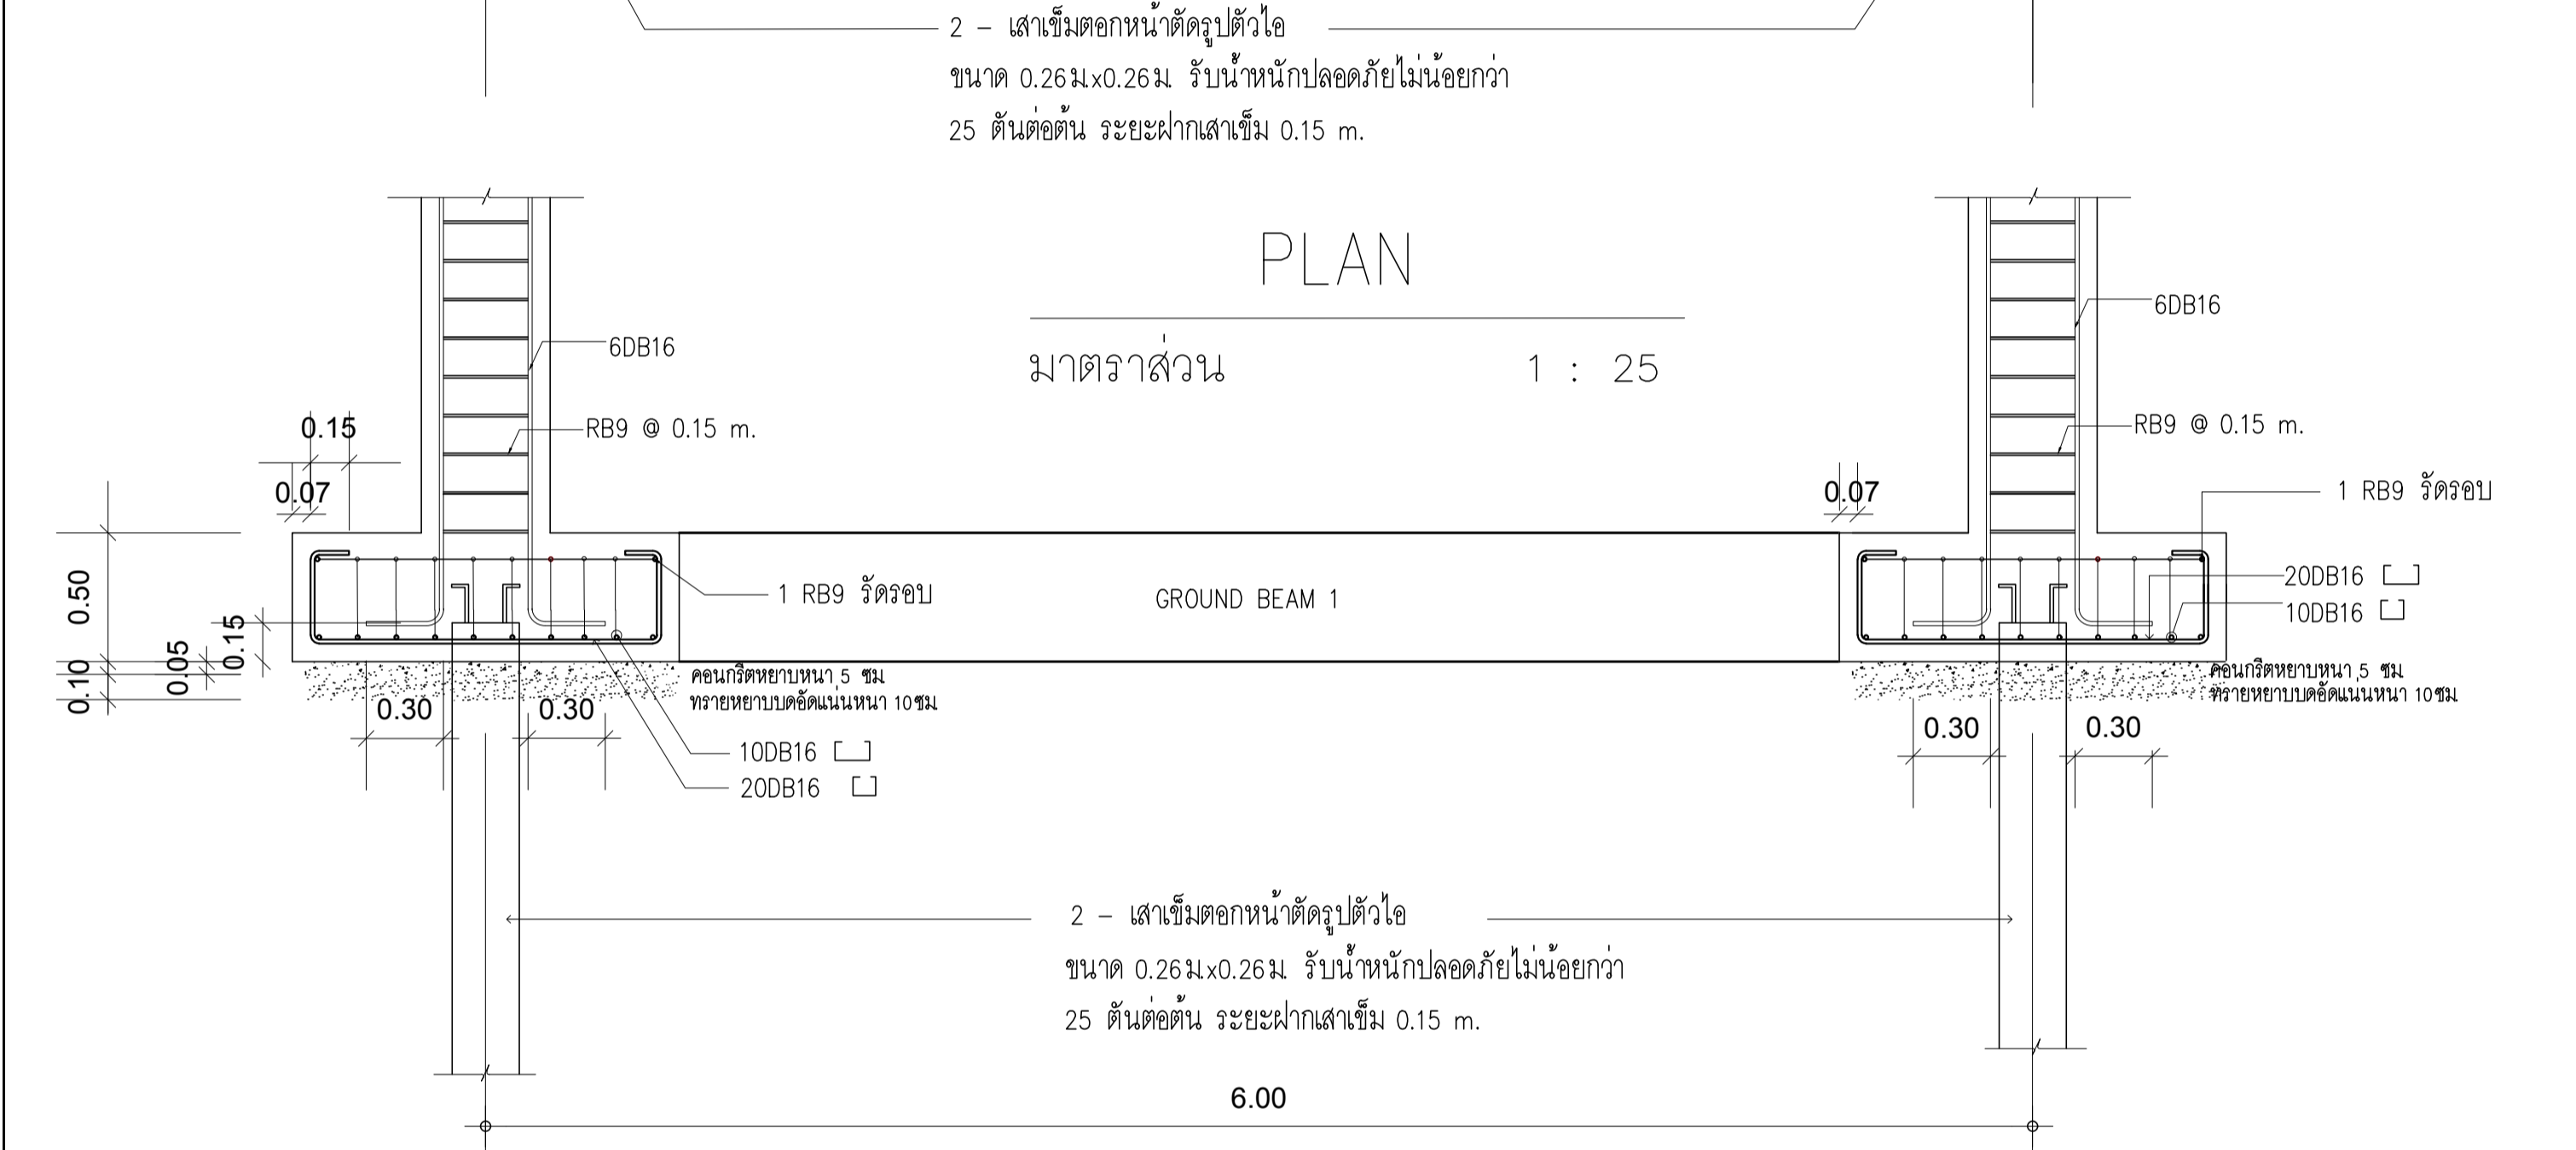 2 - เสาเข็มตอกหน้าตัดรูปตัวไอ
ขนาด 0.26ม.x0.26ม. รับน้ำหนักปลอดภัยไม่น้อยกว่า
25 ตันต่อต้น ระยะฝากเสาเข็ม 0.15 m.
PLAN
มาตราส่วน 1 : 25
6DB16
RB9 @ 0.15 m.
0.15
0.07
0.50
0.15
0.05
0.10
1 RB9 รัดรอบ
GROUND BEAM 1
คอนกรีตหยาบหนา 5 ซม
ทรายหยาบบดอัดแน่นหนา 10ซม.
0.30
0.30
10DB16
20DB16
6DB16
RB9 @ 0.15 m.
0.07
1 RB9 รัดรอบ
20DB16
10DB16
คอนกรีตหยาบหนา 5 ซม
ทรายหยาบบดอัดแน่นหนา 10ซม.
0.30
0.30
2 - เสาเข็มตอกหน้าตัดรูปตัวไอ
ขนาด 0.26ม.x0.26ม. รับน้ำหนักปลอดภัยไม่น้อยกว่า
25 ตันต่อต้น ระยะฝากเสาเข็ม 0.15 m.
6.00